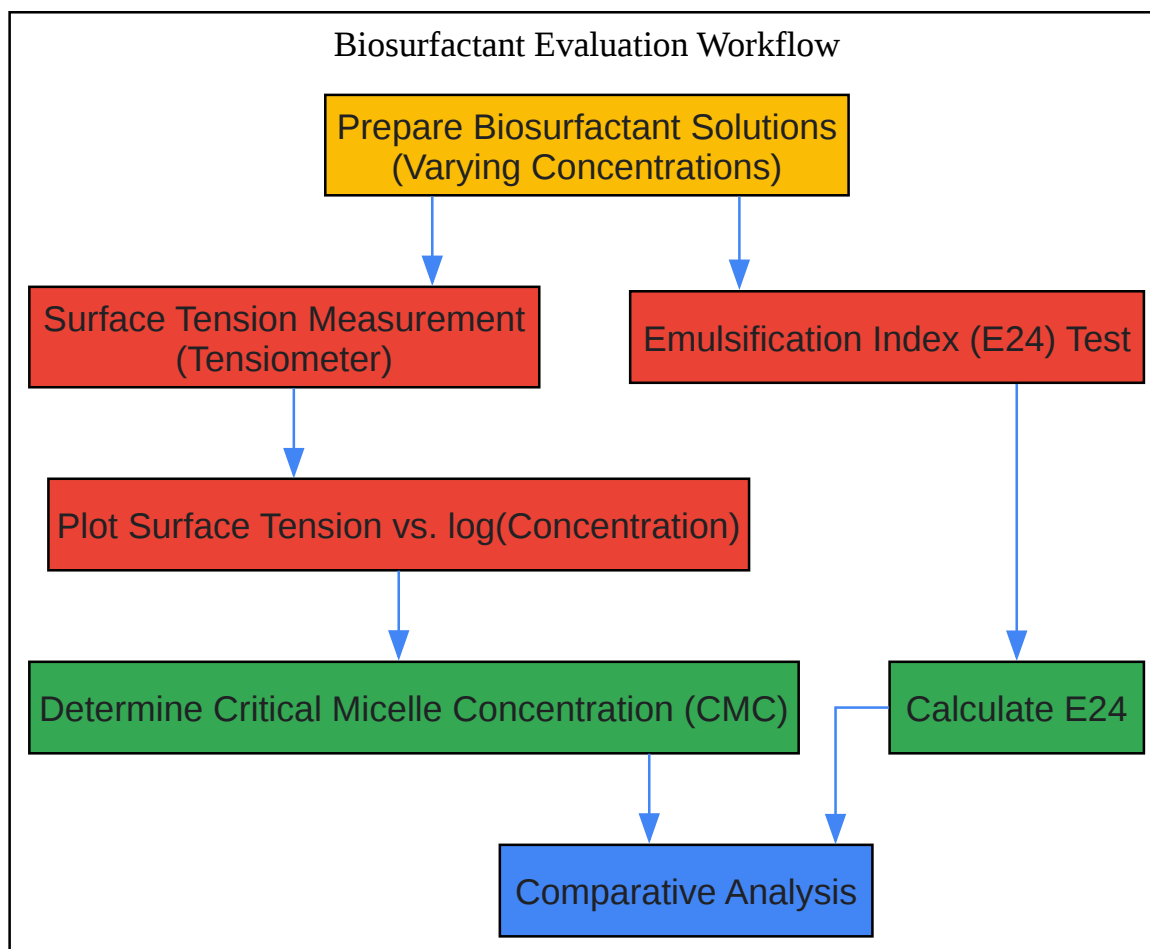 Biosurfactant Evaluation Workflow
Prepare Biosurfactant Solutions
(Varying Concentrations)
Surface Tension Measurement
(Tensiometer)
Emulsification Index (E24) Test
Plot Surface Tension vs. log(Concentration)
Determine Critical Micelle Concentration (CMC)
Calculate E24
Comparative Analysis